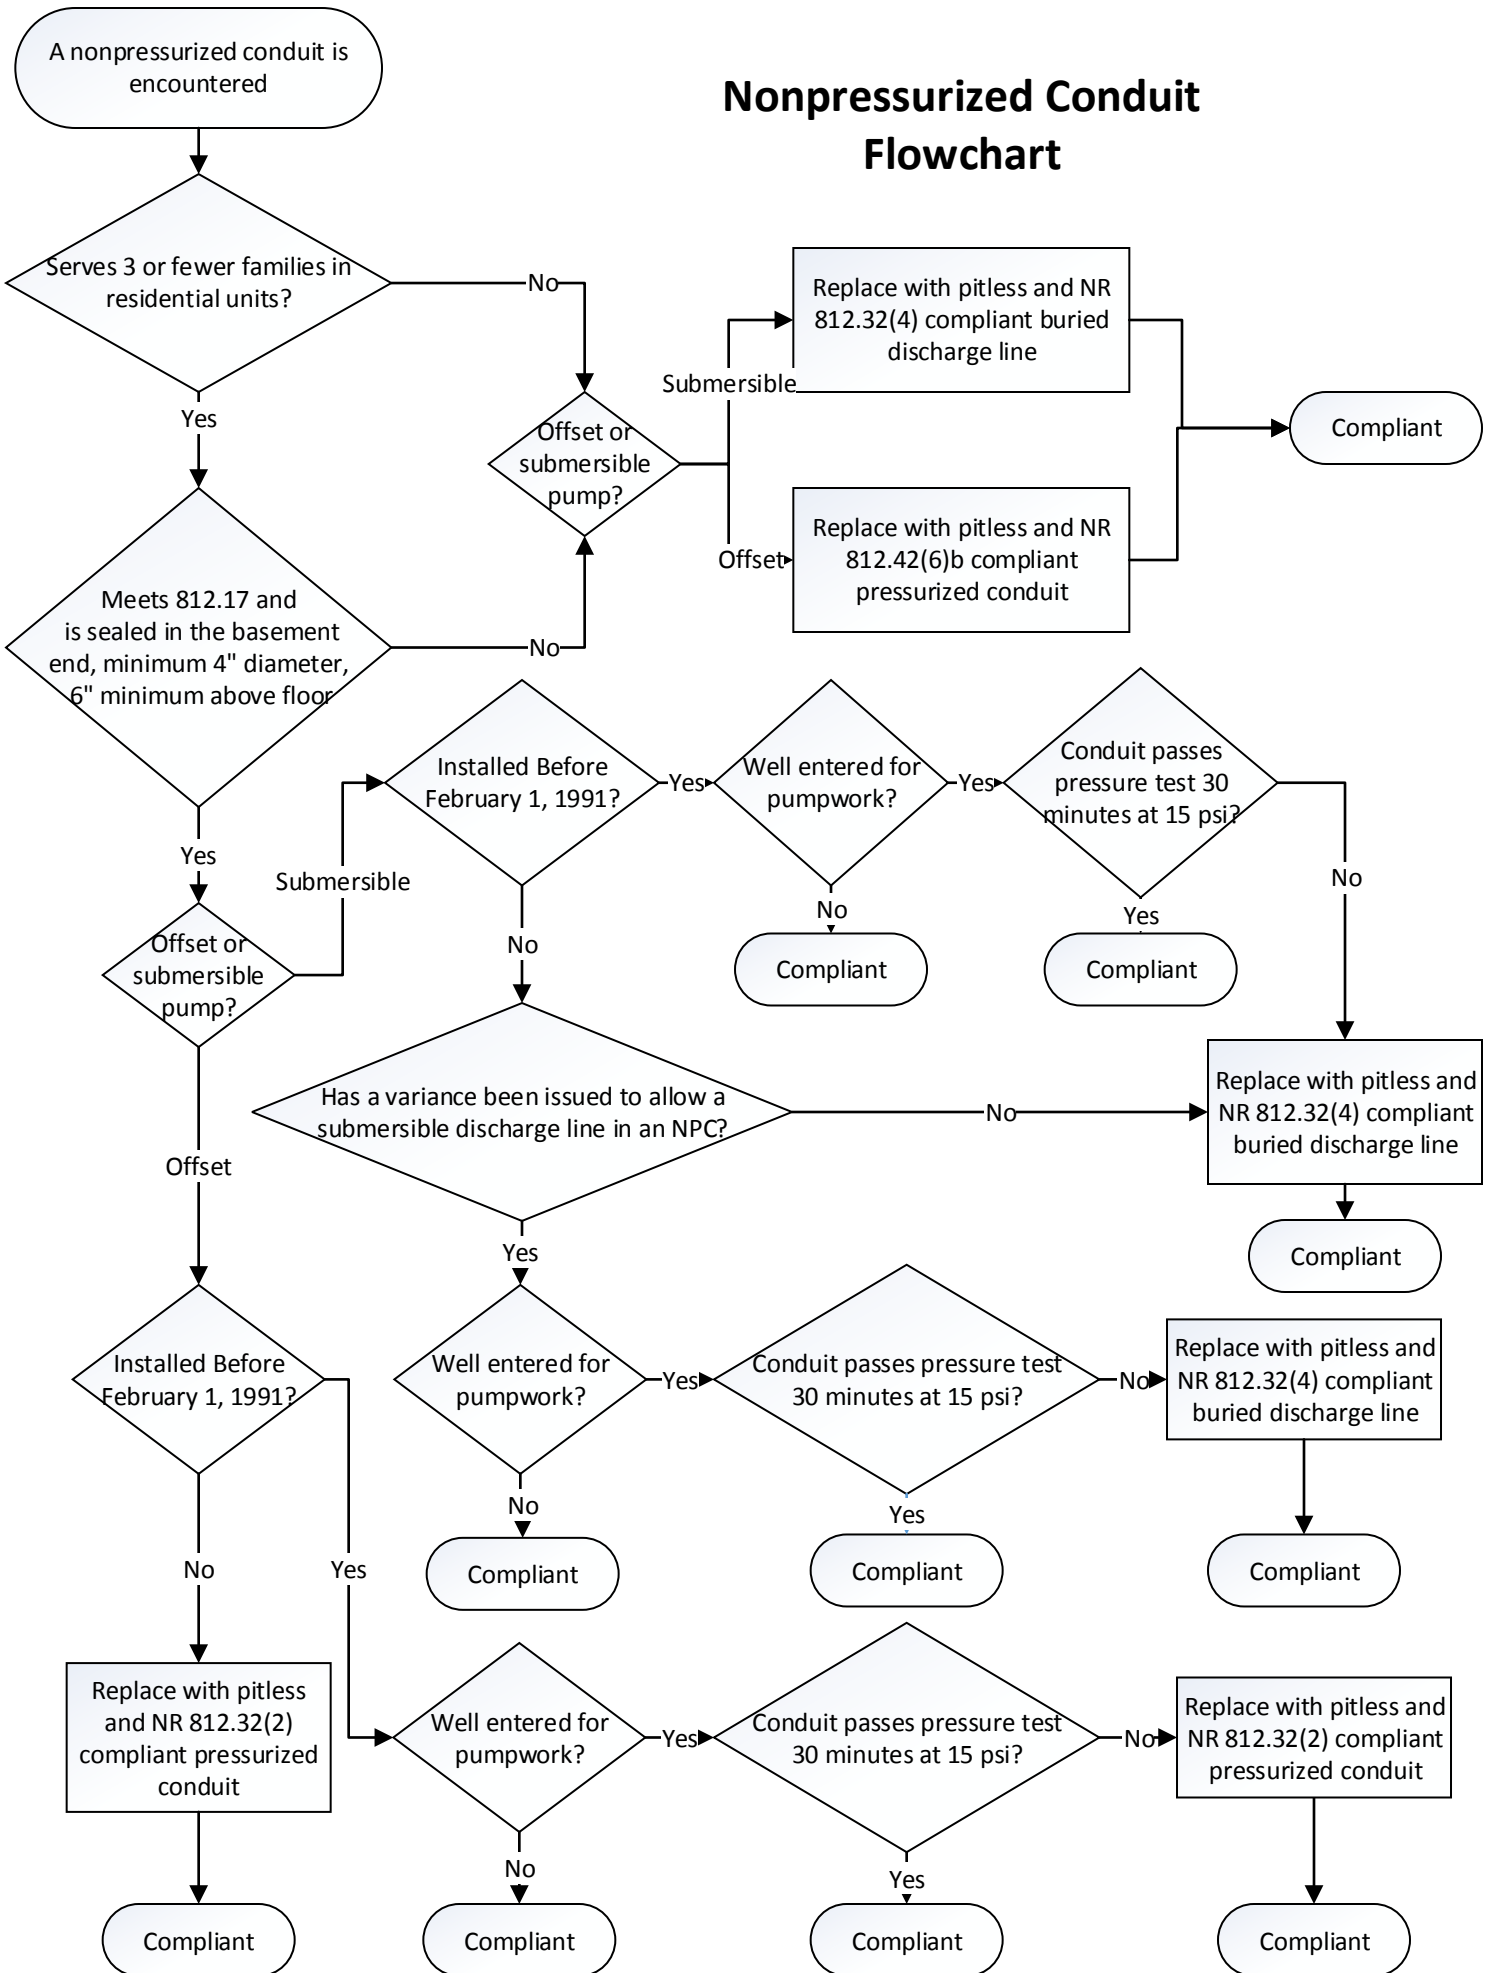 A nonpressurized conduit is
encountered
Nonpressurized Conduit
Flowchart
Serves 3 or fewer families in
residential units?
No
Yes
Replace with pitless and NR
812.32(4) compliant buried
discharge line
Submersible
Offset or
submersible
pump?
Compliant
Offset
Replace with pitless and NR
812.42(6)b compliant
pressurized conduit
Meets 812.17 and
is sealed in the basement
end, minimum 4" diameter,
6" minimum above floor
No
Yes
Offset or
submersible
pump?
Submersible
Installed Before
February 1, 1991?
Yes
Well entered for
pumpwork?
Yes
Conduit passes
pressure test 30
minutes at 15 psi?
No
No
Compliant
Yes
Compliant
No
Has a variance been issued to allow a
submersible discharge line in an NPC?
No
Replace with pitless and
NR 812.32(4) compliant
buried discharge line
Compliant
Offset
Yes
Installed Before
February 1, 1991?
Well entered for
pumpwork?
Yes
Conduit passes pressure test
30 minutes at 15 psi?
No
Replace with pitless and
NR 812.32(4) compliant
buried discharge line
No
Compliant
Yes
Compliant
Compliant
No
Yes
Replace with pitless
and NR 812.32(2)
compliant pressurized
conduit
Well entered for
pumpwork?
Yes
Conduit passes pressure test
30 minutes at 15 psi?
No
Replace with pitless and
NR 812.32(2) compliant
pressurized conduit
No
Yes
Compliant
Compliant
Compliant
Compliant